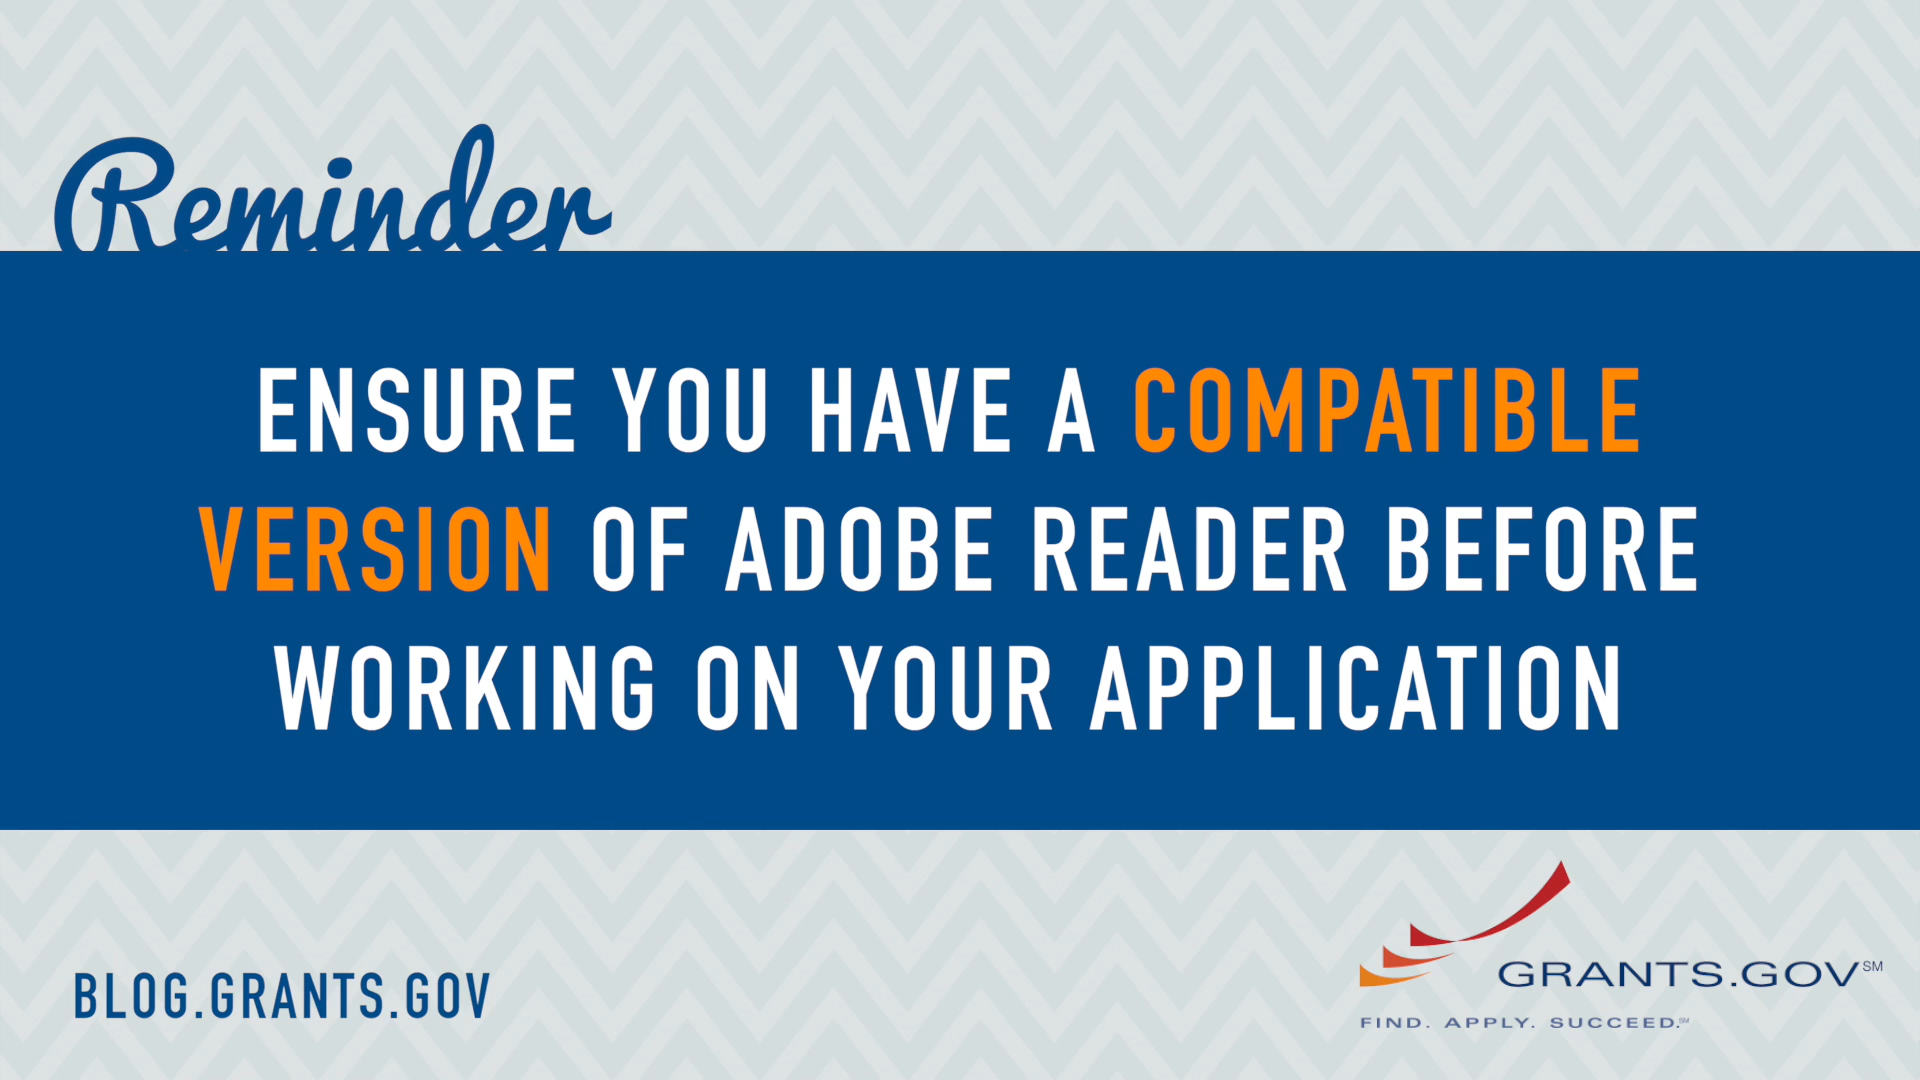 Reminder
ENSURE YOU HAVE A COMPATIBLE
VERSION OF ADOBE READER BEFORE
WORKING ON YOUR APPLICATION
BLOG.GRANTS.GOV
GRANTS.GOV℠
FIND. APPLY. SUCCEED.℠